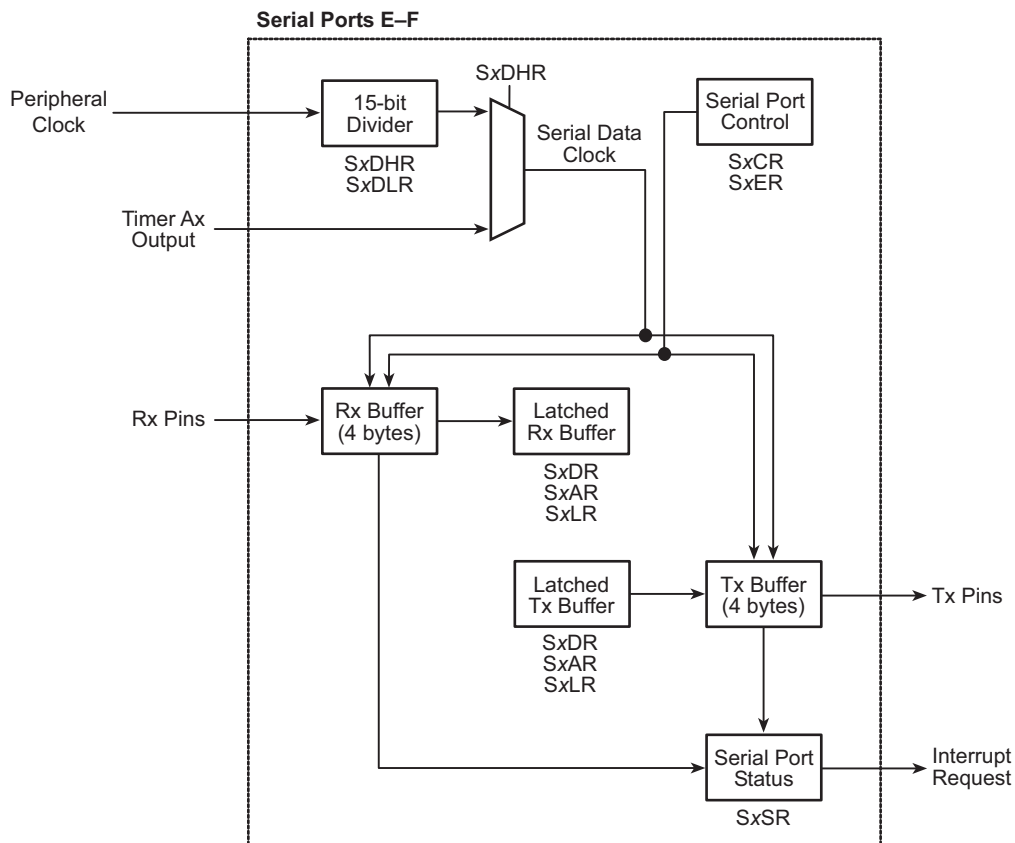 Serial Ports E–F
Peripheral
Clock
15-bit
Divider
SxDHR
SxDLR
SxDHR
Serial Data
Clock
Serial Port
Control
SxCR
SxER
Timer Ax
Output
Rx Pins
Rx Buffer
(4 bytes)
Latched
Rx Buffer
SxDR
SxAR
SxLR
Latched
Tx Buffer
SxDR
SxAR
SxLR
Tx Buffer
(4 bytes)
Tx Pins
Serial Port
Status
SxSR
Interrupt
Request